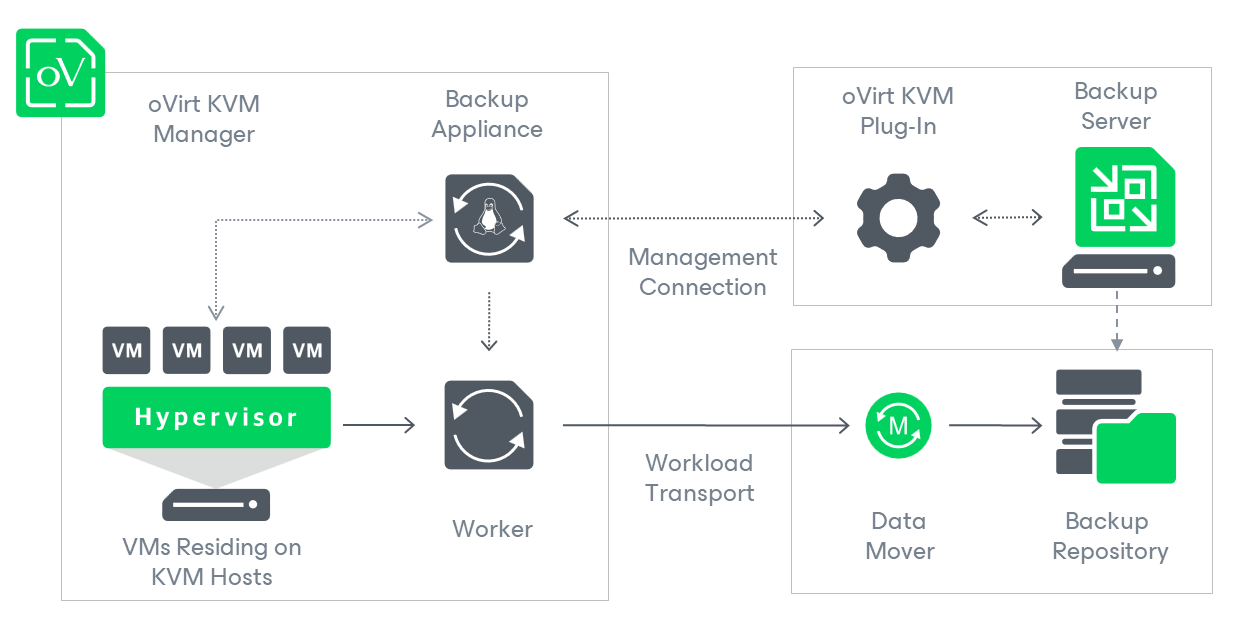 oV
oVirt KVM
Manager
Backup
Appliance
oVirt KVM
Plug-In
Backup
Server
Management
Connection
VM
VM
VM
VM
Hypervisor
M
Workload
Transport
Worker
VMs Residing on
KVM Hosts
Data
Mover
Backup
Repository